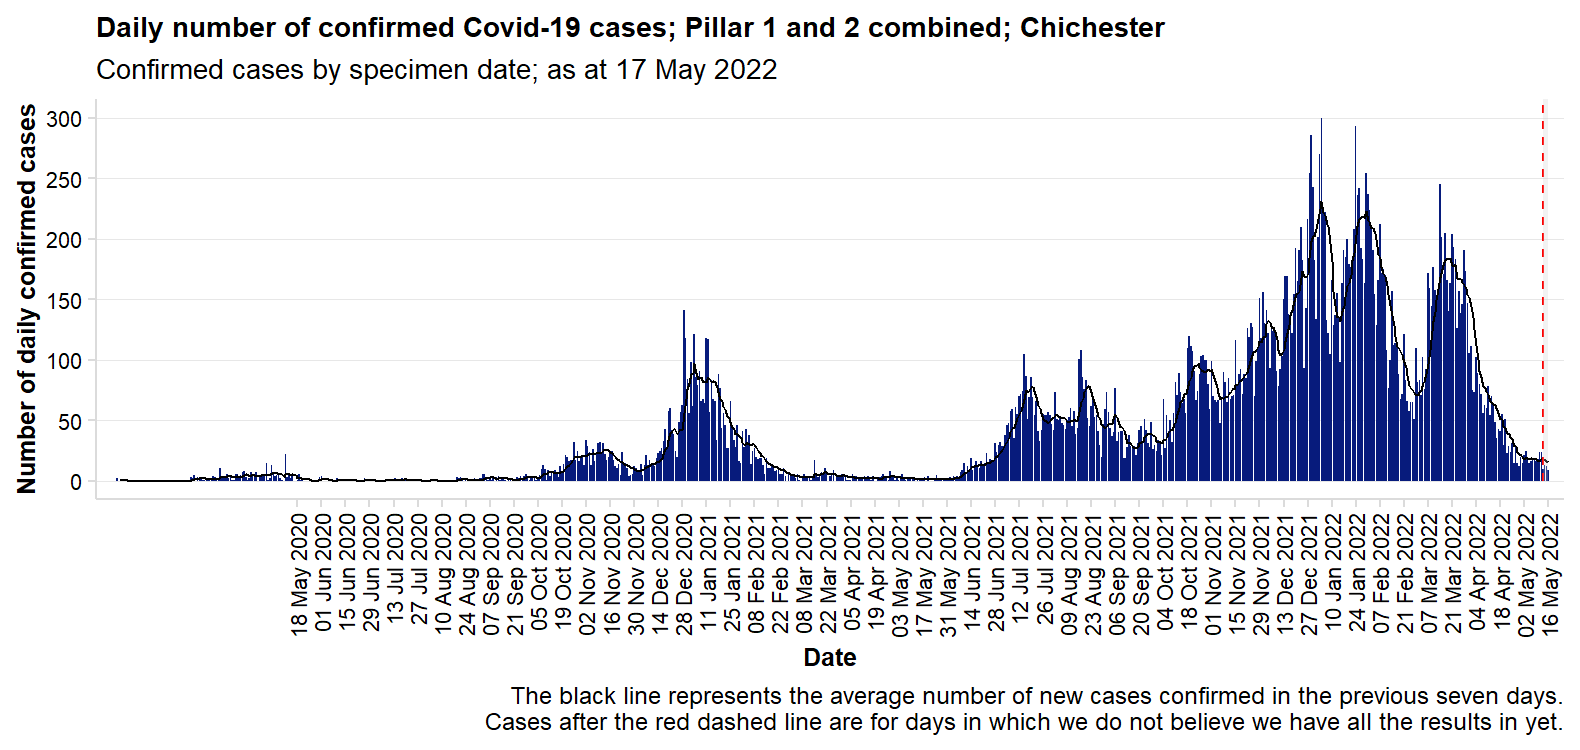 Daily number of confirmed Covid-19 cases; Pillar 1 and 2 combined; Chichester
Confirmed cases by specimen date; as at 17 May 2022
Number of daily confirmed cases
300
250
200
150
100
50
0
18 May 2020
01 Jun 2020
15 Jun 2020
29 Jun 2020
13 Jul 2020
27 Jul 2020
10 Aug 2020
24 Aug 2020
07 Sep 2020
21 Sep 2020
05 Oct 2020
19 Oct 2020
02 Nov 2020
16 Nov 2020
30 Nov 2020
14 Dec 2020
28 Dec 2020
11 Jan 2021
25 Jan 2021
08 Feb 2021
22 Feb 2021
08 Mar 2021
22 Mar 2021
05 Apr 2021
19 Apr 2021
03 May 2021
17 May 2021
31 May 2021
14 Jun 2021
28 Jun 2021
12 Jul 2021
26 Jul 2021
09 Aug 2021
23 Aug 2021
06 Sep 2021
20 Sep 2021
04 Oct 2021
18 Oct 2021
01 Nov 2021
15 Nov 2021
29 Nov 2021
13 Dec 2021
27 Dec 2021
10 Jan 2022
24 Jan 2022
07 Feb 2022
21 Feb 2022
07 Mar 2022
21 Mar 2022
04 Apr 2022
18 Apr 2022
02 May 2022
16 May 2022
Date
The black line represents the average number of new cases confirmed in the previous seven days.
Cases after the red dashed line are for days in which we do not believe we have all the results in yet.